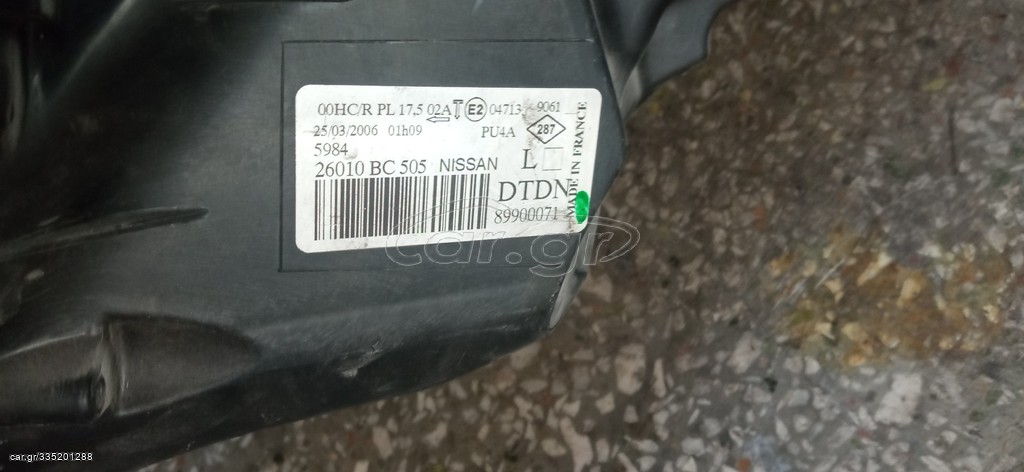 00HC/R PL 17,5 02A E2 04713 9061
25/03/2006 01h09 PU4A 287
5984
26010 BC 505 NISSAN L
DTDN
89900071
MADE IN FRANCE
car.gr
car.gr/335201288